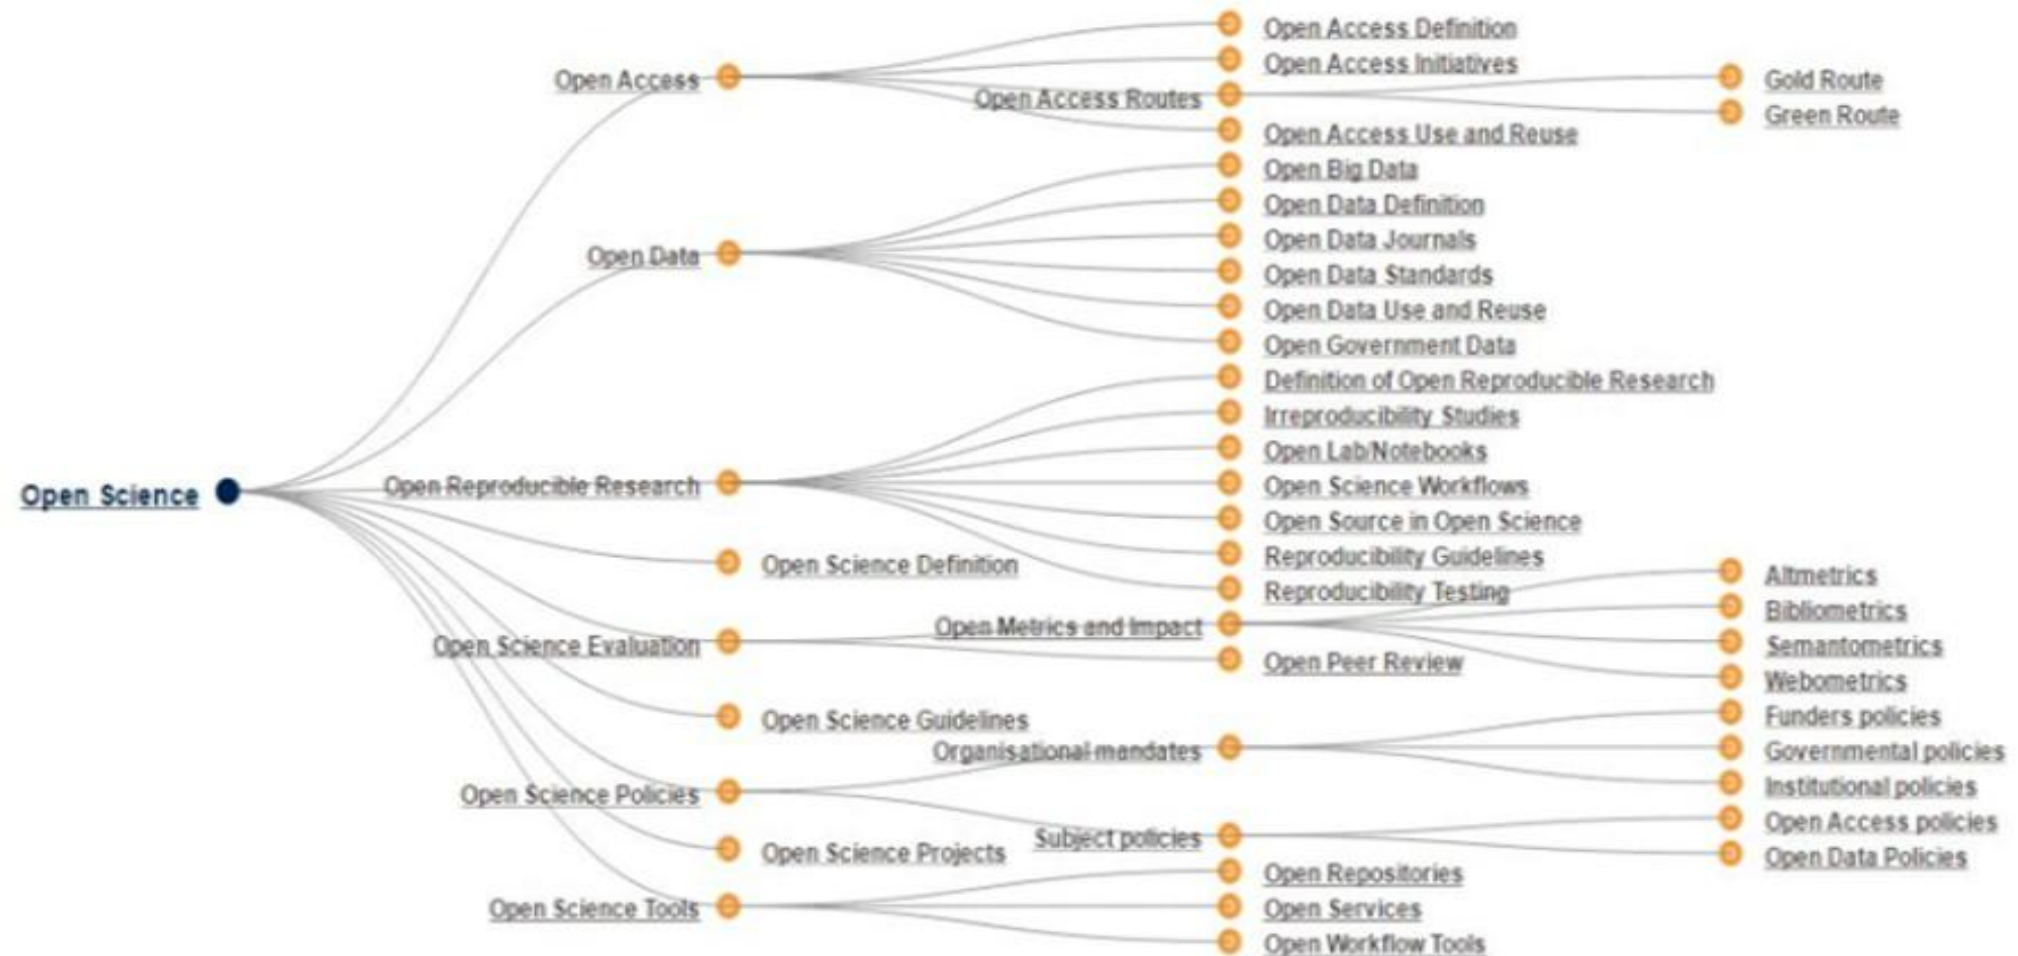 Open Science
Open Access
Open Access Definition
Open Access Initiatives
Open Access Routes
Gold Route
Green Route
Open Access Use and Reuse
Open Data
Open Big Data
Open Data Definition
Open Data Journals
Open Data Standards
Open Data Use and Reuse
Open Government Data
Open Reproducible Research
Definition of Open Reproducible Research
Irreproducibility Studies
Open Lab/Notebooks
Open Science Workflows
Open Source in Open Science
Reproducibility Guidelines
Reproducibility Testing
Open Science Definition
Open Science Evaluation
Open Metrics and Impact
Altmetrics
Bibliometrics
Semantometrics
Webometrics
Open Peer Review
Open Science Guidelines
Open Science Policies
Organisational mandates
Funders policies
Governmental policies
Institutional policies
Subject policies
Open Access policies
Open Data Policies
Open Science Projects
Open Science Tools
Open Repositories
Open Services
Open Workflow Tools